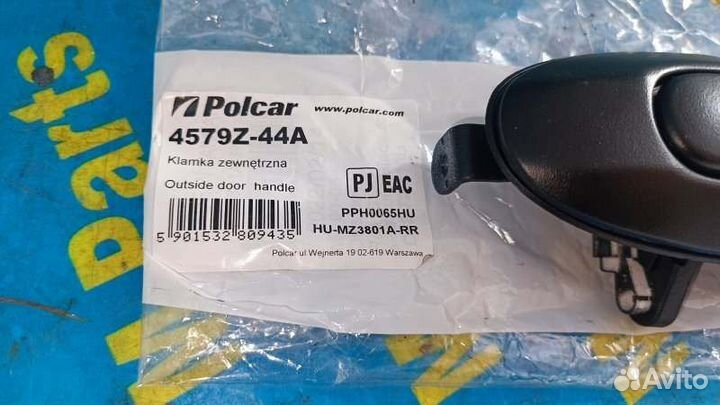 Polcar www.polcar.com
4579Z-44A
Klamka zewnętrzna
Outside door handle
PJ EAC
PPH0065HU
HU-MZ3801A-RR
5 901532 809435
Polcar ul.Wejnerta 19 02-619 Warszawa
Parts
Avito